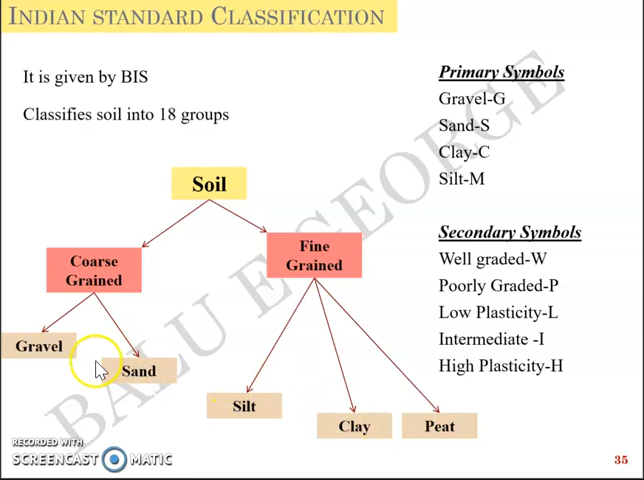 INDIAN STANDARD CLASSIFICATION
It is given by BIS
Classifies soil into 18 groups
Primary Symbols
Gravel-G
Sand-S
Clay-C
Silt-M
Secondary Symbols
Well graded-W
Poorly Graded-P
Low Plasticity-L
Intermediate -I
High Plasticity-H
Soil
Coarse
Grained
Fine
Grained
Gravel
Sand
Silt
Clay
Peat
BALU E GEORGE
RECORDED WITH
SCREENCAST MATIC
35